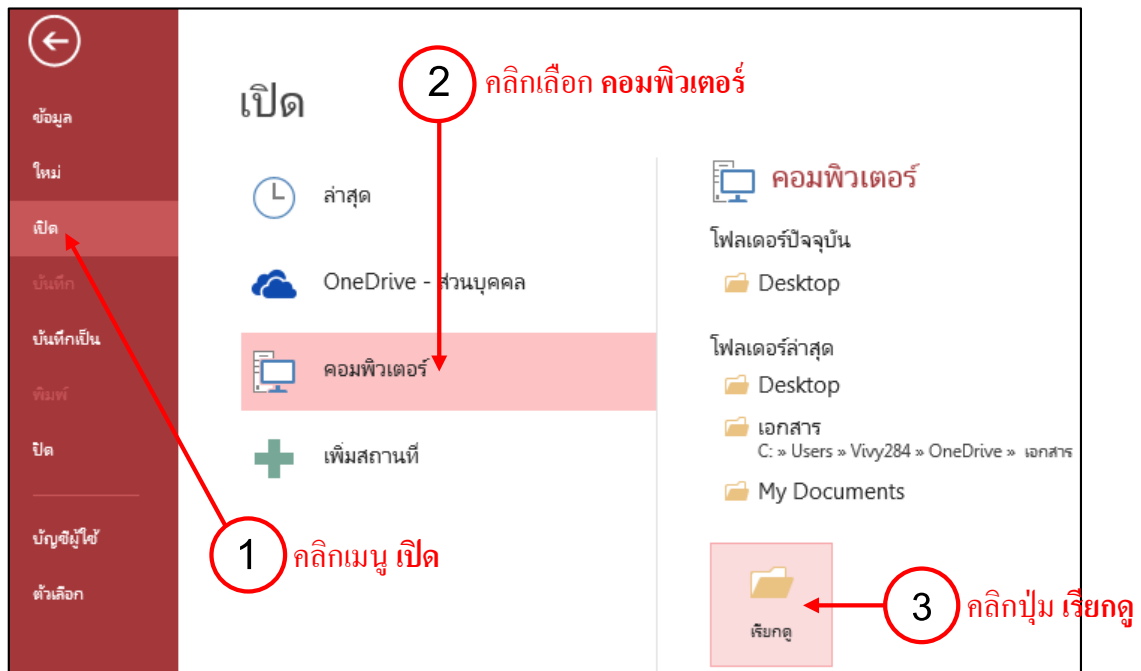 ข้อมูล
ใหม่
เปิด
บันทึก
บันทึกเป็น
พิมพ์
ปิด
บัญชีผู้ใช้
ตัวเลือก
เปิด
2 คลิกเลือก คอมพิวเตอร์
ล่าสุด
OneDrive - ส่วนบุคคล
คอมพิวเตอร์
เพิ่มสถานที่
1 คลิกเมนู เปิด
คอมพิวเตอร์
โฟลเดอร์ปัจจุบัน
Desktop
โฟลเดอร์ล่าสุด
Desktop
เอกสาร
C: » Users » Vivy284 » OneDrive » เอกสาร
My Documents
เรียกดู
3 คลิกปุ่ม เรียกดู